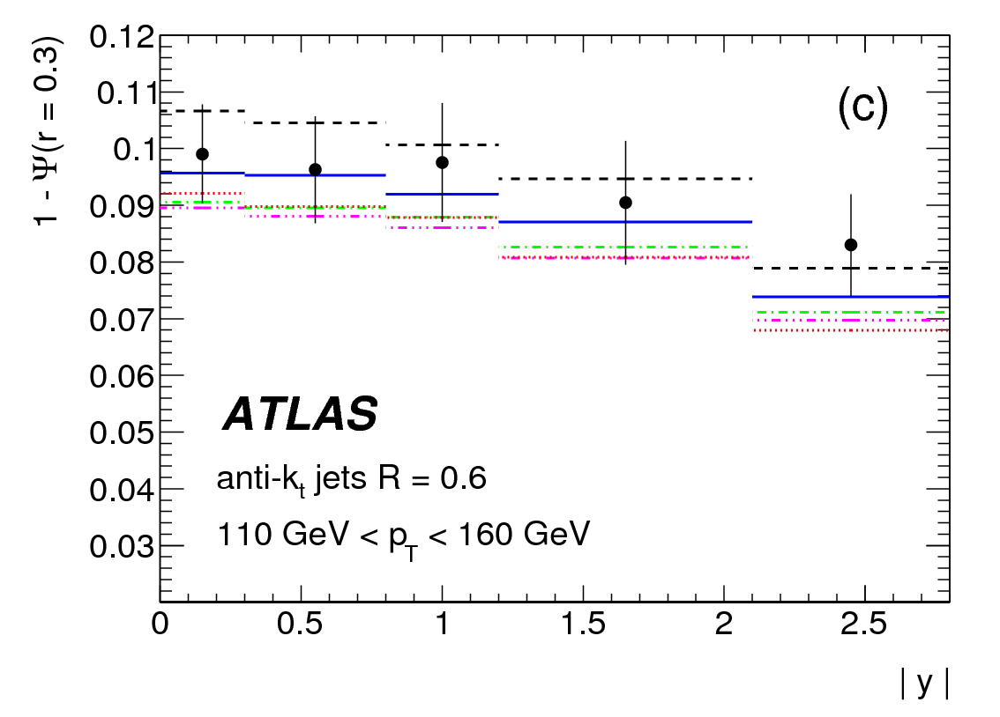 1 - Ψ(r = 0.3)
0.12
0.11
0.1
0.09
0.08
0.07
0.06
0.05
0.04
0.03
(c)
ATLAS
anti-kt jets R = 0.6
110 GeV < pT < 160 GeV
0 0.5 1 1.5 2 2.5
| y |